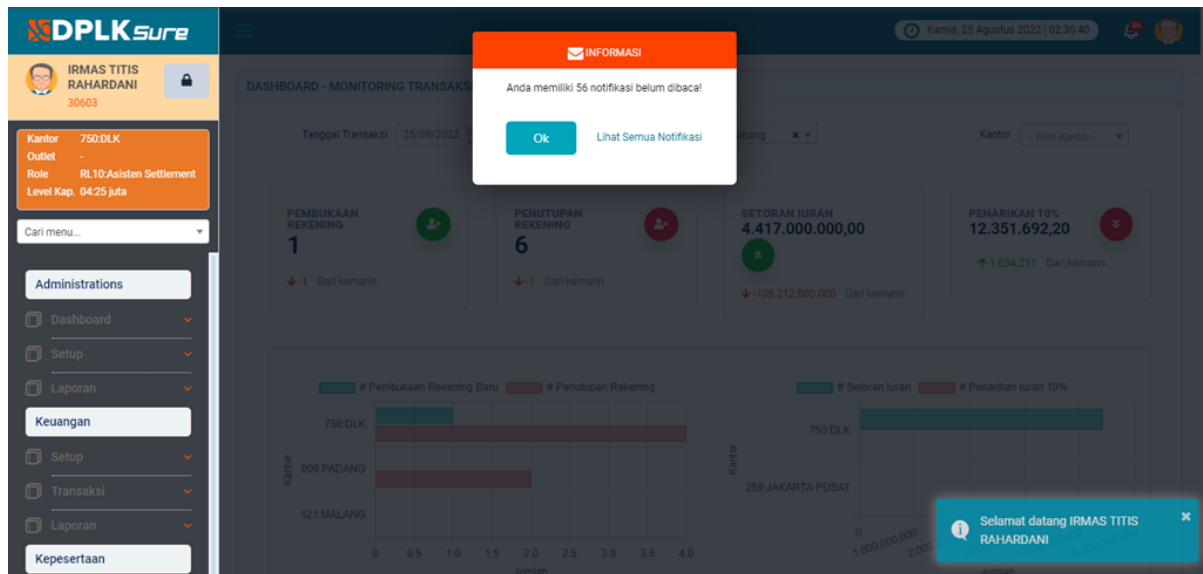 DPLKSure
Kamis, 25 Agustus 2022 | 02:30:40
56
IRMAS TITIS
RAHARDANI
30603
Kantor 750:DLK
Outlet -
Role RL10:Asisten Settlement
Level Kap. 04:25 juta
Cari menu...
Administrations
Dashboard
Setup
Laporan
Keuangan
Setup
Transaksi
Laporan
Kepesertaan
INFORMASI
Anda memiliki 56 notifikasi belum dibaca!
Ok Lihat Semua Notifikasi
DASHBOARD - MONITORING TRANSAKS
Tanggal Transaksi 25/08/2022
abang
Kantor -- Pilih Kantor --
PEMBUKAAN
REKENING
1
-1 Dari kemarin
PENUTUPAN
REKENING
6
-1 Dari kemarin
SETORAN IURAN
4.417.000.000,00
-108.212.000.000 Dari kemarin
PENARIKAN 10%
12.351.692,20
1.634.211 Dari kemarin
# Pembukaan Rekening Baru # Penutupan Rekening
Kantor
750:DLK
009:PADANG
121:MALANG
0 0.5 1.0 1.5 2.0 2.5 3.0 3.5 4.0
Jumlah
# Setoran Iuran # Penarikan Iuran 10%
Kantor
750:DLK
259:JAKARTA PUSAT
0
1.000.000.000
Jumlah
Selamat datang IRMAS TITIS
RAHARDANI